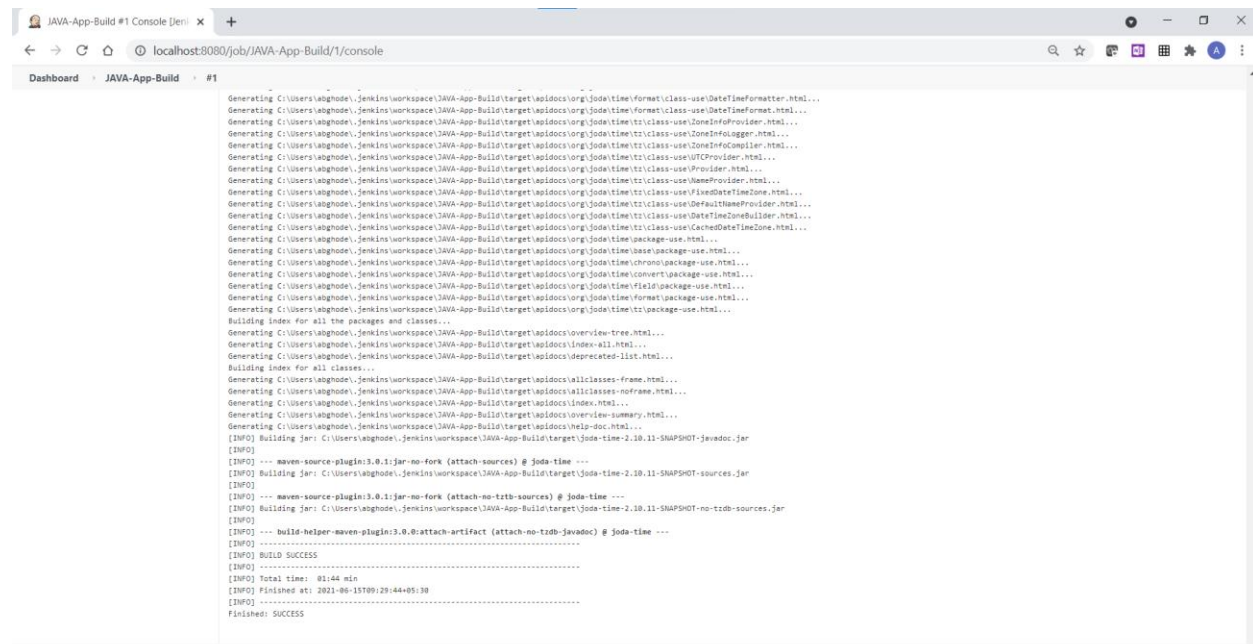 JAVA-App-Build #1 Console [Jenk
localhost:8080/job/JAVA-App-Build/1/console
A
Dashboard JAVA-App-Build #1
Generating C:\Users\abghode\.jenkins\workspace\JAVA-App-Build\target\apidocs\org\joda\time\format\class-use\DateTimeFormatter.html...
Generating C:\Users\abghode\.jenkins\workspace\JAVA-App-Build\target\apidocs\org\joda\time\format\class-use\DateTimeFormat.html...
Generating C:\Users\abghode\.jenkins\workspace\JAVA-App-Build\target\apidocs\org\joda\time\tz\class-use\ZoneInfoProvider.html...
Generating C:\Users\abghode\.jenkins\workspace\JAVA-App-Build\target\apidocs\org\joda\time\tz\class-use\ZoneInfoLogger.html...
Generating C:\Users\abghode\.jenkins\workspace\JAVA-App-Build\target\apidocs\org\joda\time\tz\class-use\ZoneInfoCompiler.html...
Generating C:\Users\abghode\.jenkins\workspace\JAVA-App-Build\target\apidocs\org\joda\time\tz\class-use\UTCProvider.html...
Generating C:\Users\abghode\.jenkins\workspace\JAVA-App-Build\target\apidocs\org\joda\time\tz\class-use\Provider.html...
Generating C:\Users\abghode\.jenkins\workspace\JAVA-App-Build\target\apidocs\org\joda\time\tz\class-use\NameProvider.html...
Generating C:\Users\abghode\.jenkins\workspace\JAVA-App-Build\target\apidocs\org\joda\time\tz\class-use\FixedDateTimeZone.html...
Generating C:\Users\abghode\.jenkins\workspace\JAVA-App-Build\target\apidocs\org\joda\time\tz\class-use\DefaultNameProvider.html...
Generating C:\Users\abghode\.jenkins\workspace\JAVA-App-Build\target\apidocs\org\joda\time\tz\class-use\DateTimeZoneBuilder.html...
Generating C:\Users\abghode\.jenkins\workspace\JAVA-App-Build\target\apidocs\org\joda\time\tz\class-use\CachedDateTimeZone.html...
Generating C:\Users\abghode\.jenkins\workspace\JAVA-App-Build\target\apidocs\org\joda\time\package-use.html...
Generating C:\Users\abghode\.jenkins\workspace\JAVA-App-Build\target\apidocs\org\joda\time\base\package-use.html...
Generating C:\Users\abghode\.jenkins\workspace\JAVA-App-Build\target\apidocs\org\joda\time\chrono\package-use.html...
Generating C:\Users\abghode\.jenkins\workspace\JAVA-App-Build\target\apidocs\org\joda\time\convert\package-use.html...
Generating C:\Users\abghode\.jenkins\workspace\JAVA-App-Build\target\apidocs\org\joda\time\field\package-use.html...
Generating C:\Users\abghode\.jenkins\workspace\JAVA-App-Build\target\apidocs\org\joda\time\format\package-use.html...
Generating C:\Users\abghode\.jenkins\workspace\JAVA-App-Build\target\apidocs\org\joda\time\tz\package-use.html...
Building index for all the packages and classes...
Generating C:\Users\abghode\.jenkins\workspace\JAVA-App-Build\target\apidocs\overview-tree.html...
Generating C:\Users\abghode\.jenkins\workspace\JAVA-App-Build\target\apidocs\index-all.html...
Generating C:\Users\abghode\.jenkins\workspace\JAVA-App-Build\target\apidocs\deprecated-list.html...
Building index for all classes...
Generating C:\Users\abghode\.jenkins\workspace\JAVA-App-Build\target\apidocs\allclasses-frame.html...
Generating C:\Users\abghode\.jenkins\workspace\JAVA-App-Build\target\apidocs\allclasses-noframe.html...
Generating C:\Users\abghode\.jenkins\workspace\JAVA-App-Build\target\apidocs\index.html...
Generating C:\Users\abghode\.jenkins\workspace\JAVA-App-Build\target\apidocs\overview-summary.html...
Generating C:\Users\abghode\.jenkins\workspace\JAVA-App-Build\target\apidocs\help-doc.html...
[INFO] Building jar: C:\Users\abghode\.jenkins\workspace\JAVA-App-Build\target\joda-time-2.10.11-SNAPSHOT-javadoc.jar
[INFO]
[INFO] --- maven-source-plugin:3.0.1:jar-no-fork (attach-sources) @ joda-time ---
[INFO] Building jar: C:\Users\abghode\.jenkins\workspace\JAVA-App-Build\target\joda-time-2.10.11-SNAPSHOT-sources.jar
[INFO]
[INFO] --- maven-source-plugin:3.0.1:jar-no-fork (attach-no-tztb-sources) @ joda-time ---
[INFO] Building jar: C:\Users\abghode\.jenkins\workspace\JAVA-App-Build\target\joda-time-2.10.11-SNAPSHOT-no-tzdb-sources.jar
[INFO]
[INFO] --- build-helper-maven-plugin:3.0.0:attach-artifact (attach-no-tzdb-javadoc) @ joda-time ---
[INFO] ------------------------------------------------------------------------
[INFO] BUILD SUCCESS
[INFO] ------------------------------------------------------------------------
[INFO] Total time:  01:44 min
[INFO] Finished at: 2021-06-15T09:29:44+05:30
[INFO] ------------------------------------------------------------------------
Finished: SUCCESS